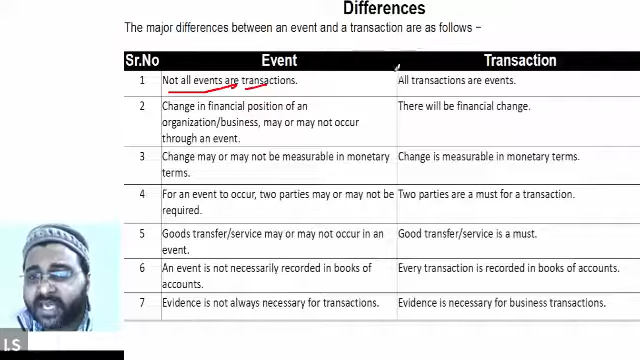 Differences
The major differences between an event and a transaction are as follows −
Sr.No Event Transaction
1 Not all events are transactions. All transactions are events.
2 Change in financial position of an There will be financial change.
organization/business, may or may not occur
through an event.
3 Change may or may not be measurable in monetary Change is measurable in monetary terms.
terms.
4 For an event to occur, two parties may or may not be Two parties are a must for a transaction.
required.
5 Goods transfer/service may or may not occur in an Good transfer/service is a must.
event.
6 An event is not necessarily recorded in books of Every transaction is recorded in books of accounts.
accounts.
7 Evidence is not always necessary for transactions. Evidence is necessary for business transactions.
I.S